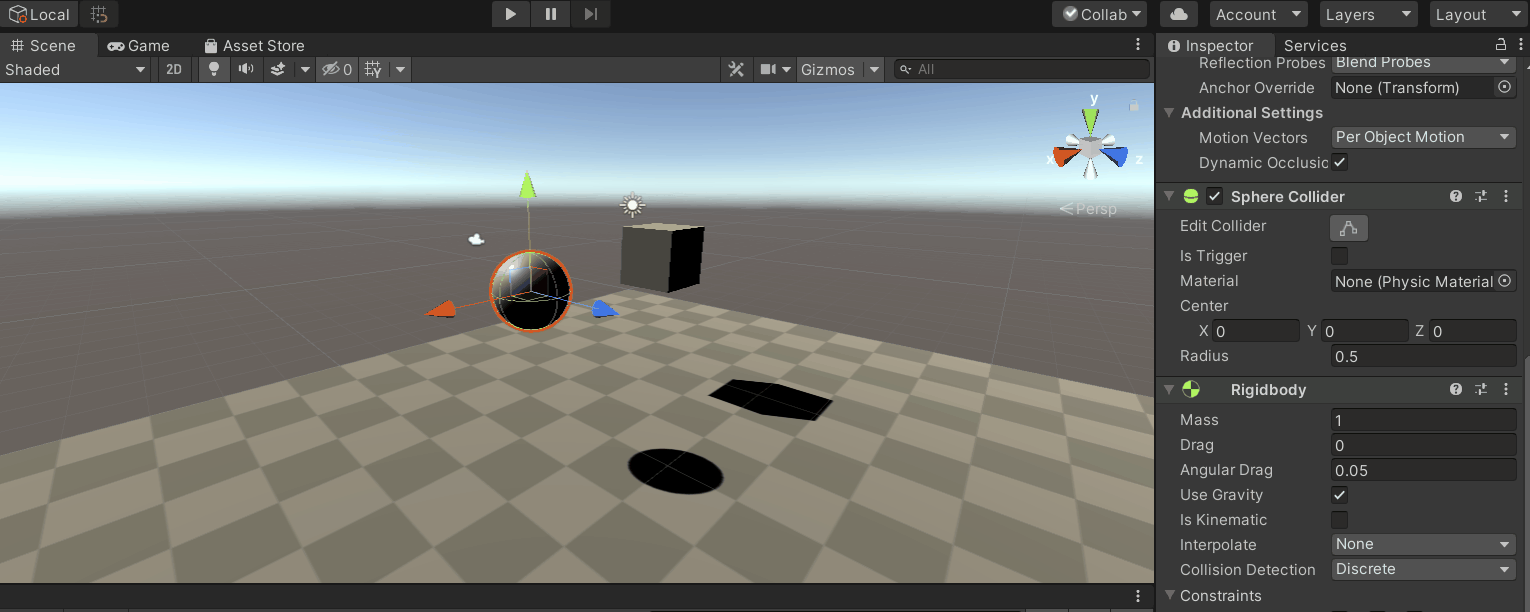 Local
Collab
Account
Layers
Layout
Scene
Game
Asset Store
Inspector
Services
Shaded
2D
0
Gizmos
All
Reflection Probes Blend Probes
Anchor Override None (Transform)
Additional Settings
Motion Vectors Per Object Motion
Dynamic Occlusic
y
x
z
Persp
Sphere Collider
Edit Collider
Is Trigger
Material None (Physic Material
Center
X 0 Y 0 Z 0
Radius 0.5
Rigidbody
Mass 1
Drag 0
Angular Drag 0.05
Use Gravity
Is Kinematic
Interpolate None
Collision Detection Discrete
Constraints